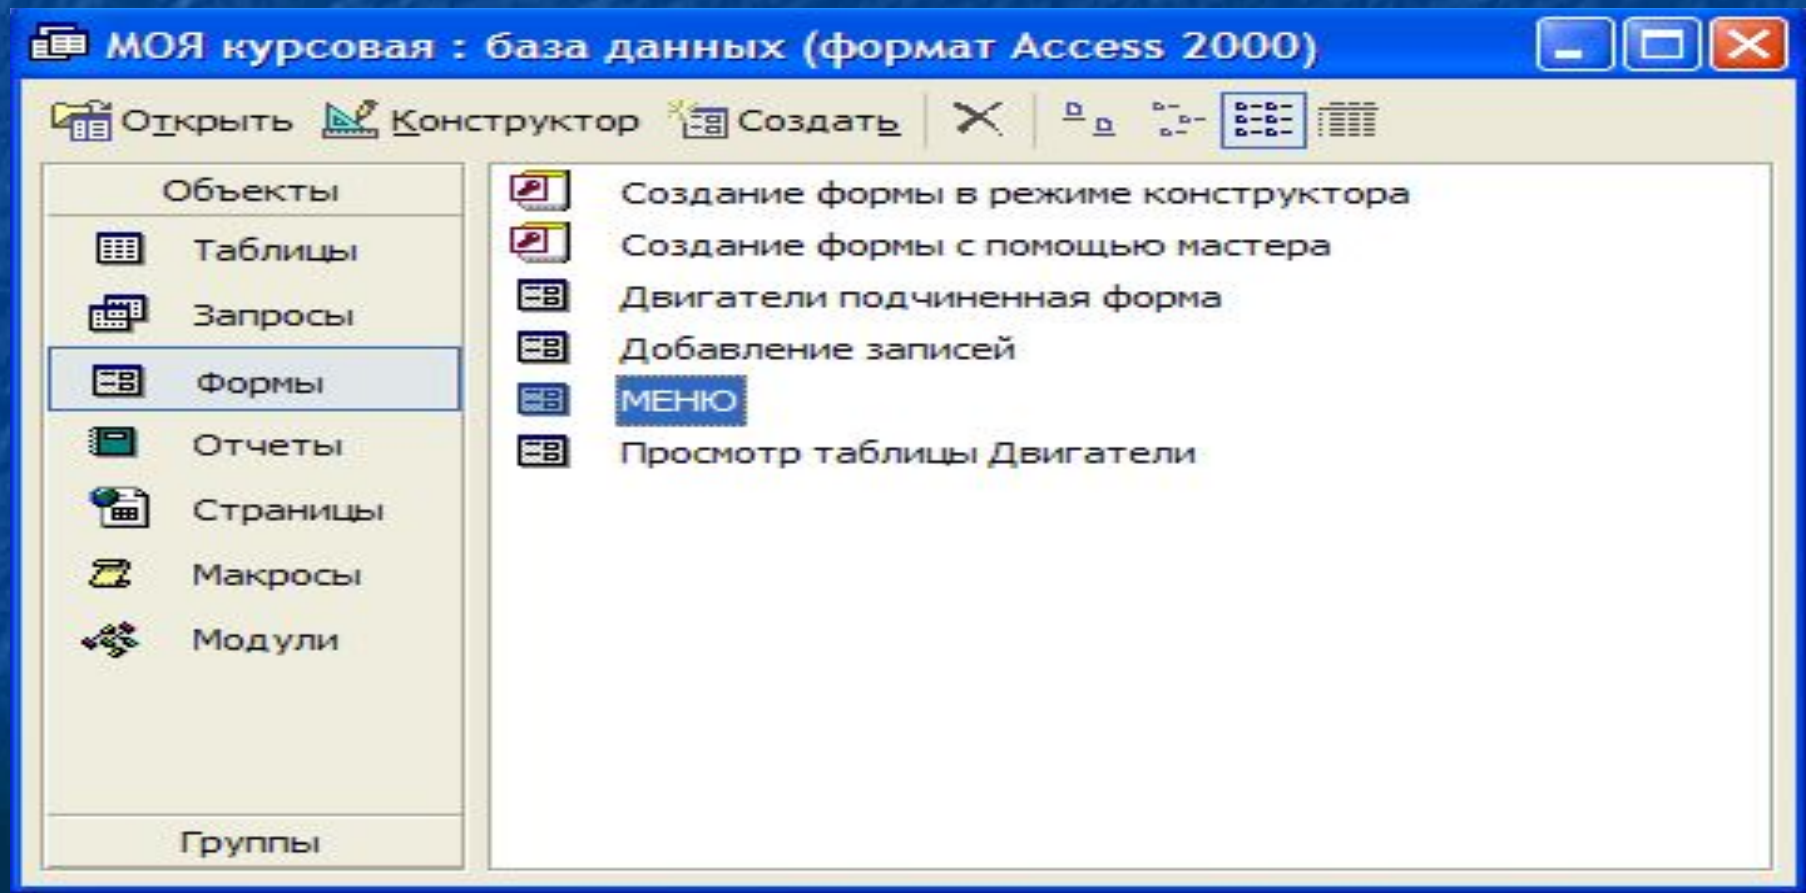 МОЯ курсовая : база данных (формат Access 2000)
Открыть Конструктор Создать
Объекты
Таблицы
Запросы
Формы
Отчеты
Страницы
Макросы
Модули
Группы
Создание формы в режиме конструктора
Создание формы с помощью мастера
Двигатели подчиненная форма
Добавление записей
МЕНЮ
Просмотр таблицы Двигатели